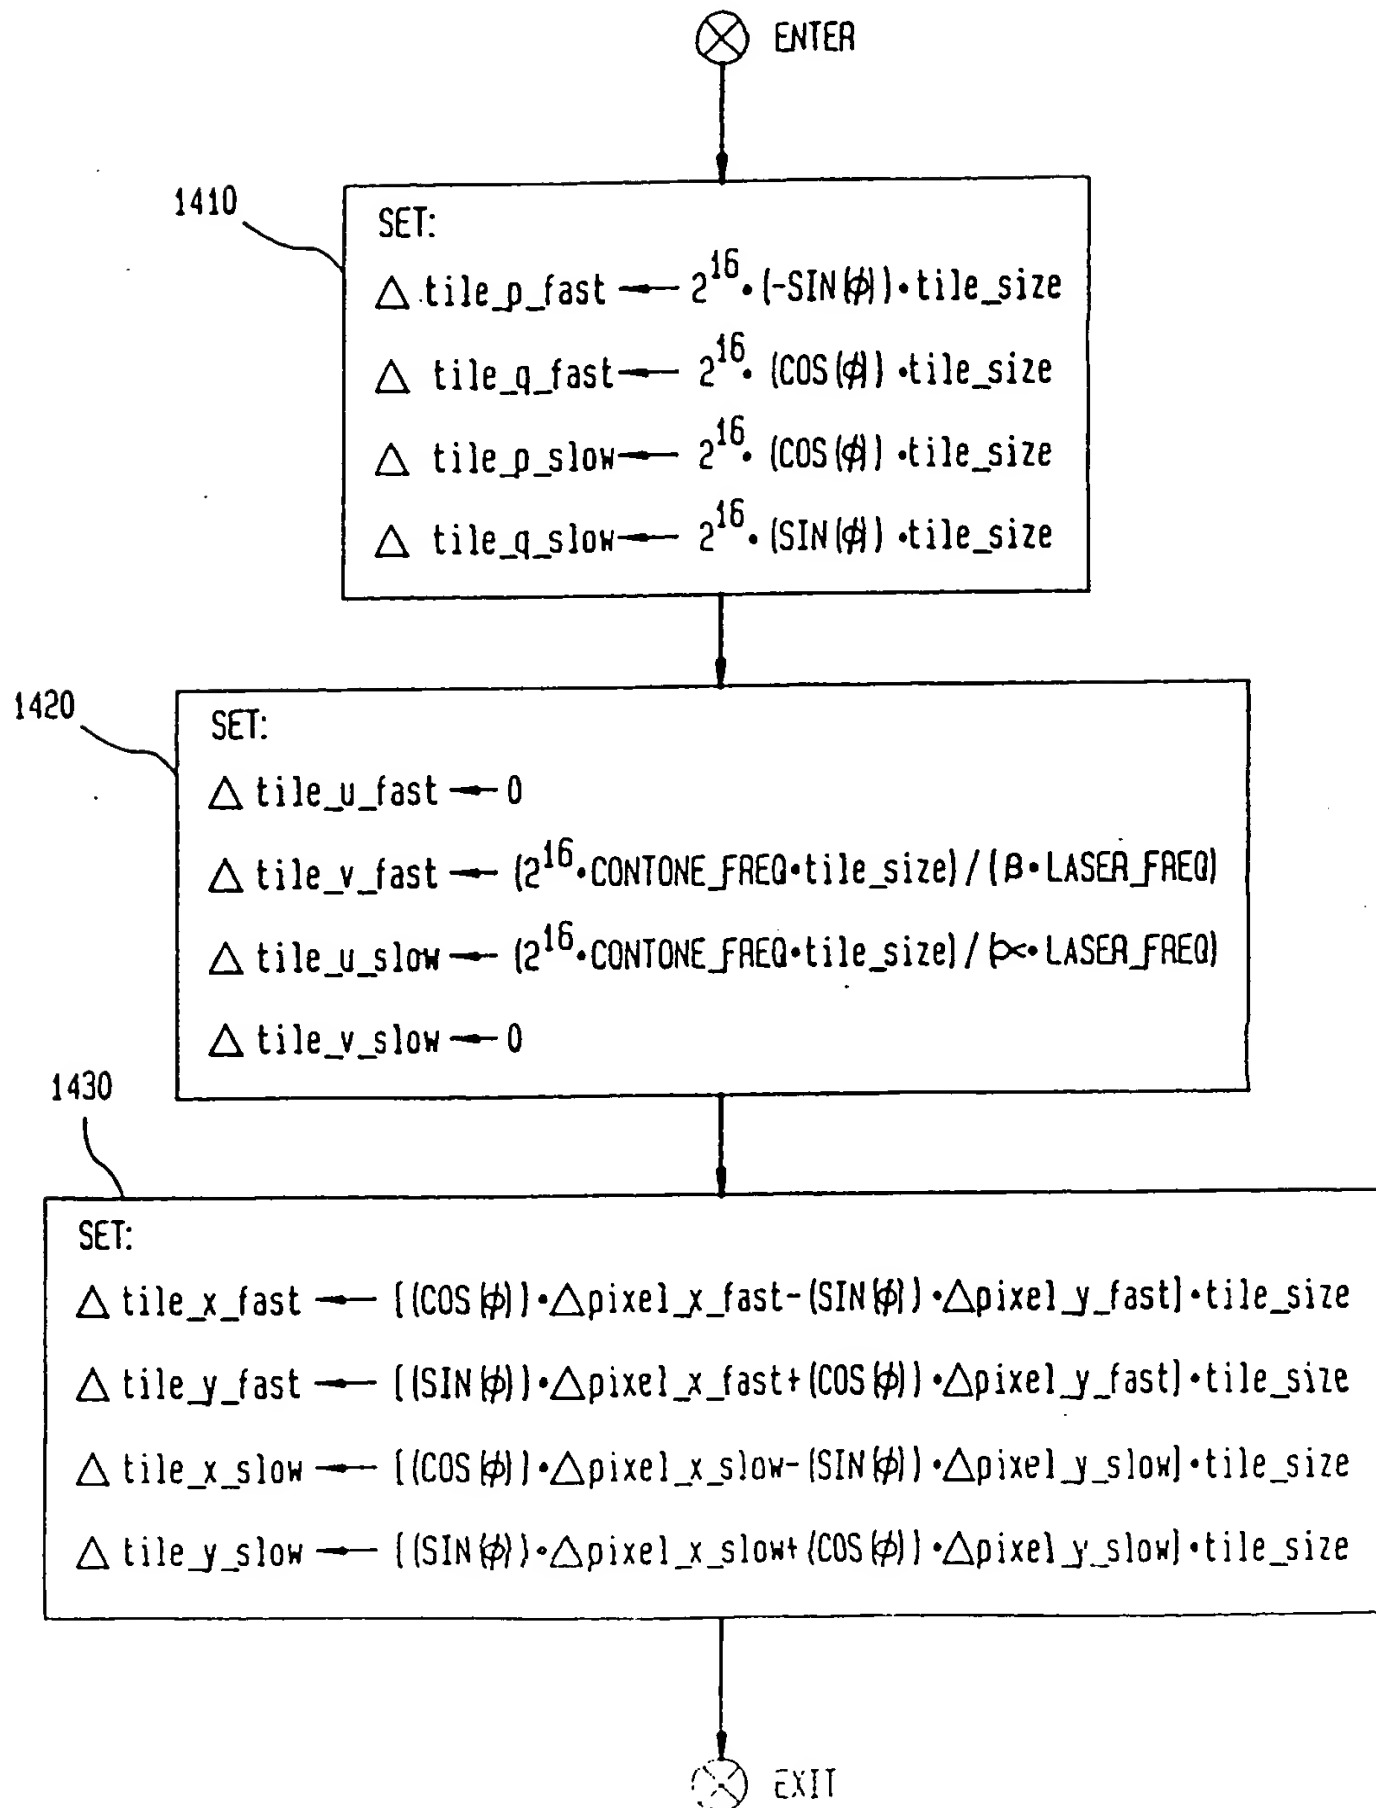 ENTER
1410
SET:
△ tile_p_fast ← 2^16 • (-SIN(ϕ)) • tile_size
△ tile_q_fast ← 2^16 • (COS(ϕ)) • tile_size
△ tile_p_slow ← 2^16 • (COS(ϕ)) • tile_size
△ tile_q_slow ← 2^16 • (SIN(ϕ)) • tile_size
1420
SET:
△ tile_u_fast ← 0
△ tile_v_fast ← (2^16 • CONTONE_FREQ • tile_size) / (β • LASER_FREQ)
△ tile_u_slow ← (2^16 • CONTONE_FREQ • tile_size) / (∝ • LASER_FREQ)
△ tile_v_slow ← 0
1430
SET:
△ tile_x_fast ← [(COS(ϕ)) • △pixel_x_fast - (SIN(ϕ)) • △pixel_y_fast] • tile_size
△ tile_y_fast ← [(SIN(ϕ)) • △pixel_x_fast + (COS(ϕ)) • △pixel_y_fast] • tile_size
△ tile_x_slow ← [(COS(ϕ)) • △pixel_x_slow - (SIN(ϕ)) • △pixel_y_slow] • tile_size
△ tile_y_slow ← [(SIN(ϕ)) • △pixel_x_slow + (COS(ϕ)) • △pixel_y_slow] • tile_size
EXIT